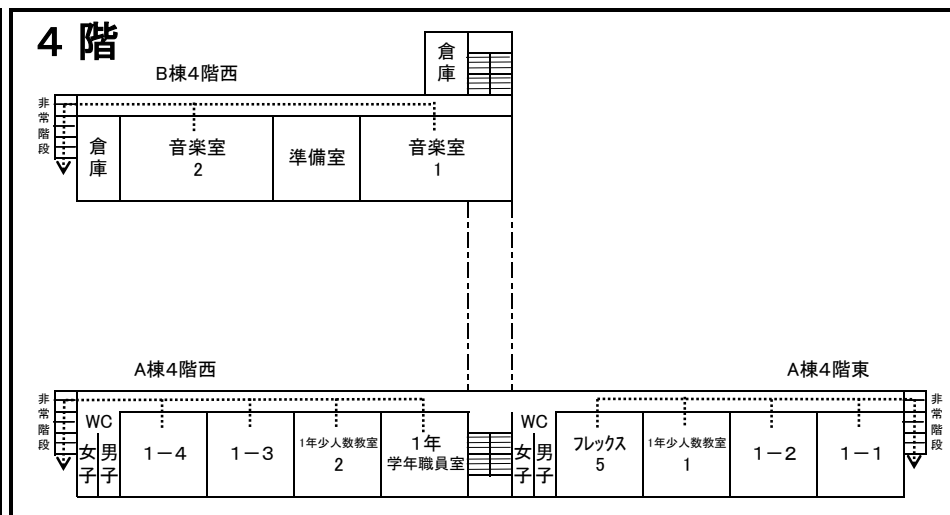 ４ 階
倉庫
B棟4階西
非常階段
倉庫
音楽室
2
準備室
音楽室
1
A棟4階西
A棟4階東
非常階段
WC
女子
男子
１－４
１－３
1年少人数教室
2
１年
学年職員室
WC
女子
男子
フレックス
5
1年少人数教室
1
１－２
１－１
非常階段